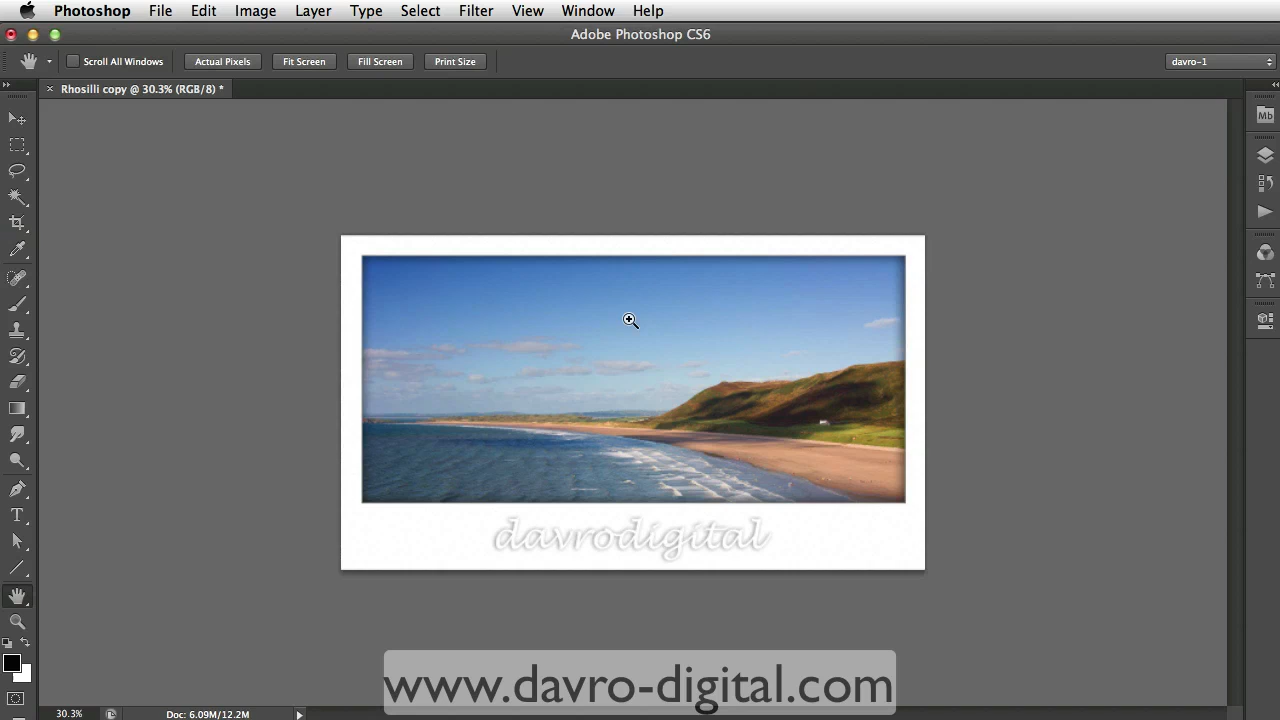 Photoshop File Edit Image Layer Type Select Filter View Window Help
Adobe Photoshop CS6
Scroll All Windows Actual Pixels Fit Screen Fill Screen Print Size davro-1
Rhosilli copy @ 30.3% (RGB/8) *
Mb
davrodigital
T
www.davro-digital.com
30.3% Doc: 6.09M/12.2M